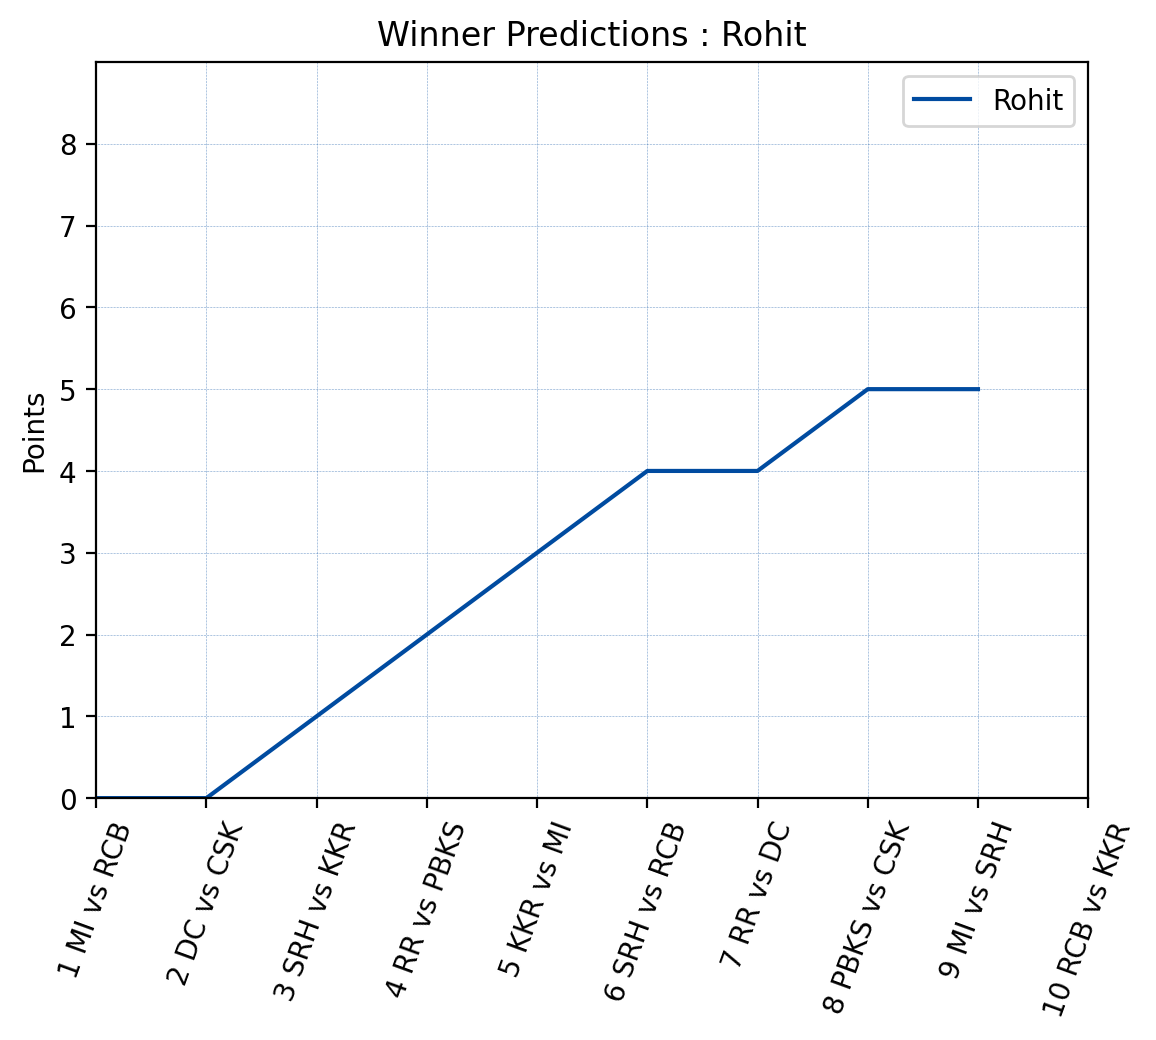 Winner Predictions : Rohit
Rohit
Points
8
7
6
5
4
3
2
1
0
1 MI vs RCB
2 DC vs CSK
3 SRH vs KKR
4 RR vs PBKS
5 KKR vs MI
6 SRH vs RCB
7 RR vs DC
8 PBKS vs CSK
9 MI vs SRH
10 RCB vs KKR